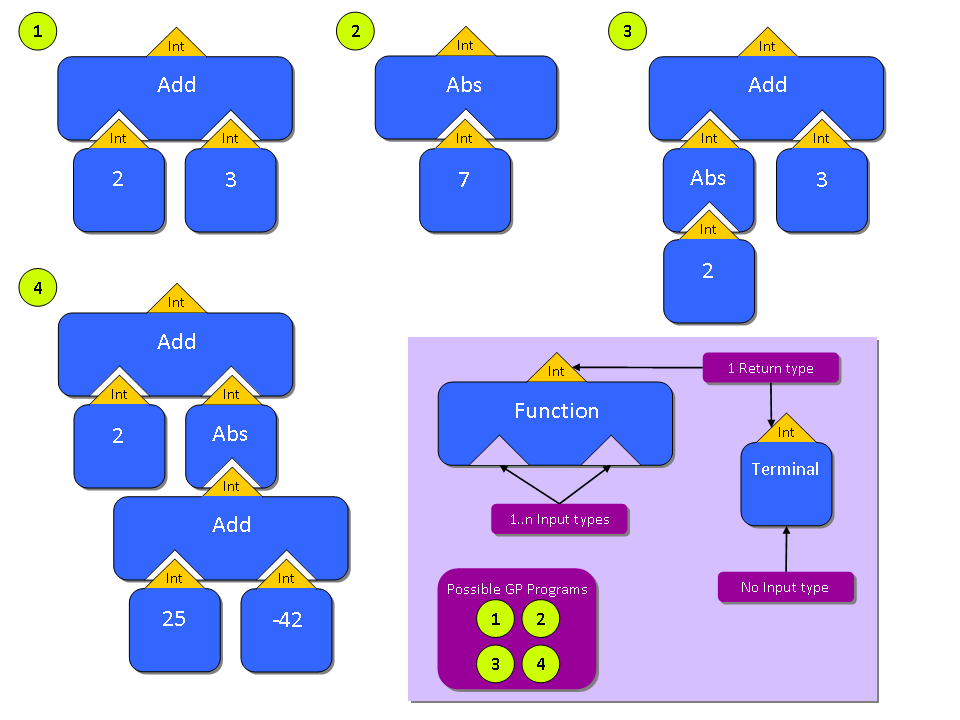 1
Int
Add
Int
Int
2
3
2
Int
Abs
Int
7
3
Int
Add
Int
Int
Abs
3
Int
2
4
Int
Add
Int
Int
2
Abs
Int
Add
Int
Int
25
-42
Int
Function
1 Return type
Int
Terminal
1..n Input types
No Input type
Possible GP Programs
1 2
3 4